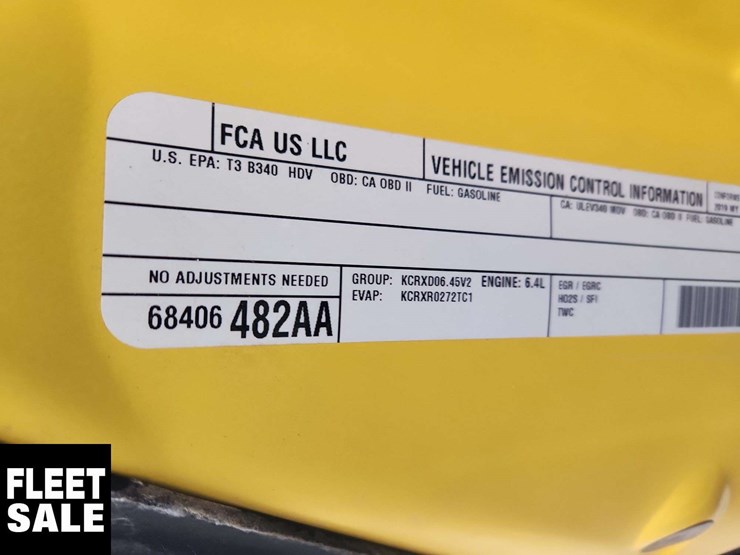 FCA US LLC
VEHICLE EMISSION CONTROL INFORMATION
U.S. EPA: T3 B340 HDV OBD: CA OBD II FUEL: GASOLINE
CA: ULEV340 MDV OBD: CA OBD II FUEL: GASOLINE
NO ADJUSTMENTS NEEDED
68406 482AA
GROUP: KCRXD06.45V2 ENGINE: 6.4L
EVAP: KCRXR0272TC1
EGR / EGRC
HO2S / SFI
TWC
FLEET
SALE